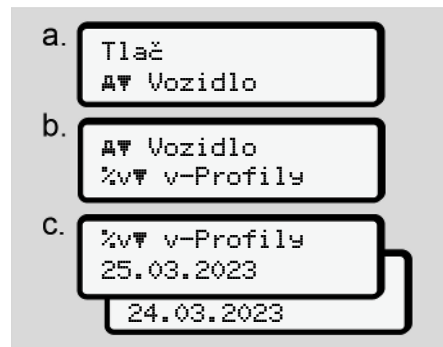 a.
Tlač
A▼ Vozidlo
b.
A▼ Vozidlo
%v▼ v-Profily
c.
%v▼ v-Profily
25.03.2023
24.03.2023